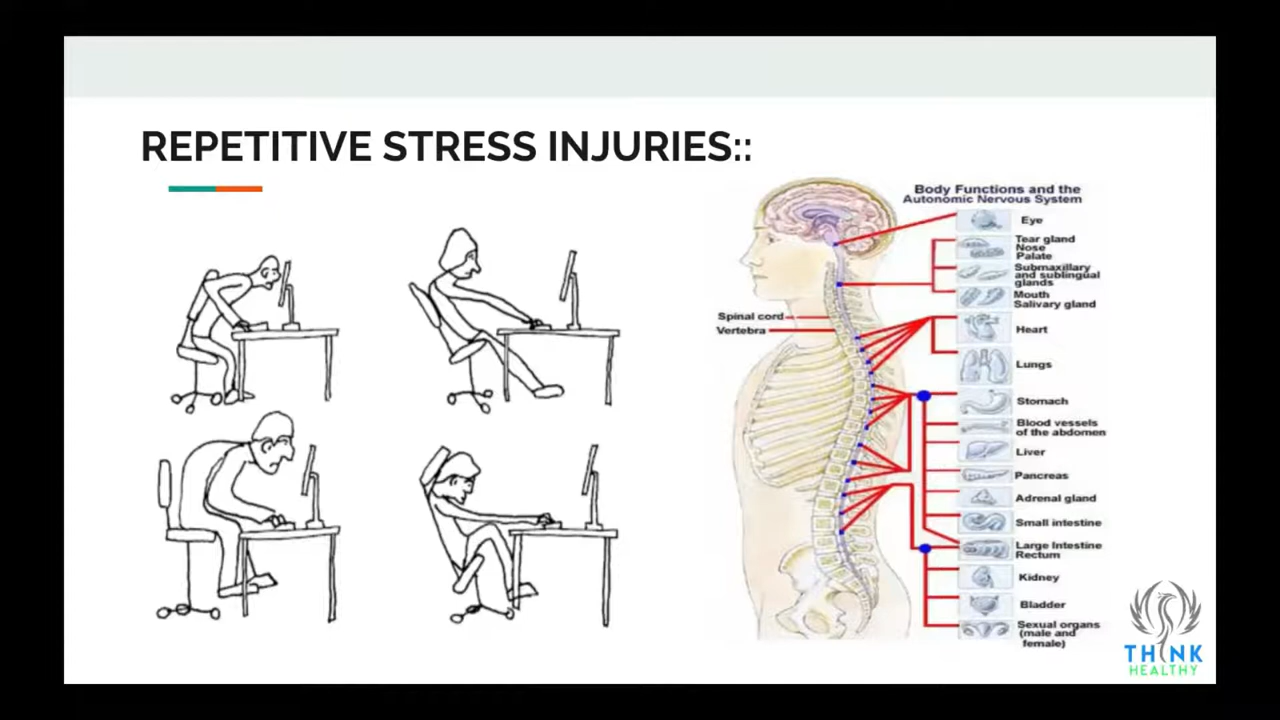 REPETITIVE STRESS INJURIES::
Body Functions and the
Autonomic Nervous System
Eye
Tear gland
Nose
Palate
Submaxillary
and sublingual
glands
Mouth
Salivary gland
Spinal cord
Vertebra
Heart
Lungs
Stomach
Blood vessels
of the abdomen
Liver
Pancreas
Adrenal gland
Small intestine
Large Intestine
Rectum
Kidney
Bladder
Sexual organs
(male and
female)
THINK
HEALTHY